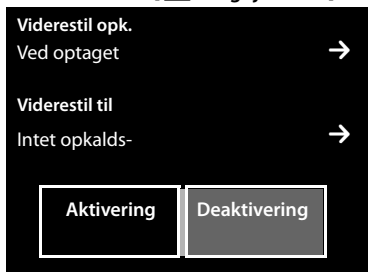 Viderestil opk.
Ved optaget
Viderestil til
Intet opkalds-
Aktivering Deaktivering